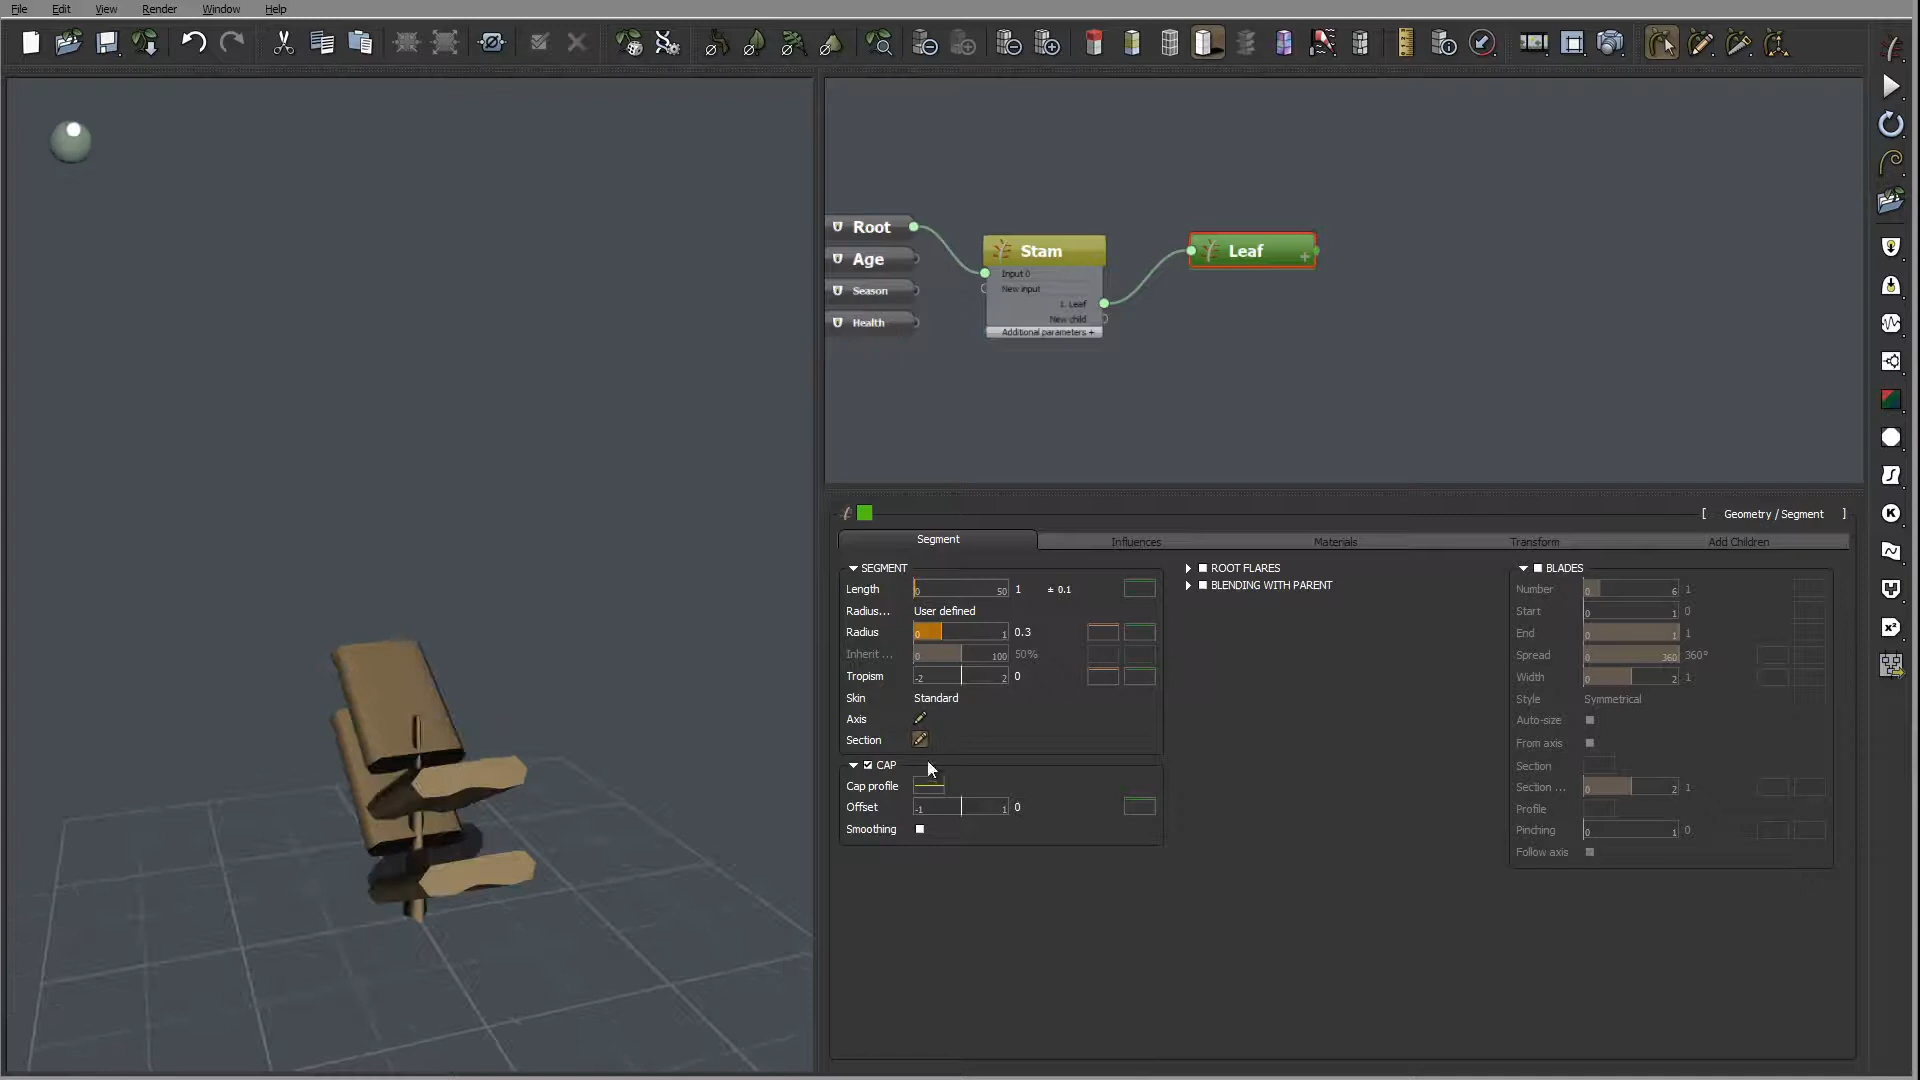 File Edit View Render Window Help
Root
Age
Season
Health
Stam
Input 0
New input
1. Leaf
New child
Additional parameters +
Leaf
+
[ Geometry / Segment ]
Segment Influences Materials Transform Add Children
SEGMENT
Length 0 50 1 ± 0.1
Radius... User defined
Radius 0 1 0.3
Inherit ... 0 100 50%
Tropism -2 2 0
Skin Standard
Axis
Section
CAP
Cap profile
Offset -1 1 0
Smoothing
ROOT FLARES
BLENDING WITH PARENT
BLADES
Number 0 6 1
Start 0 1 0
End 0 1 1
Spread 0 360 360°
Width 0 2 1
Style Symmetrical
Auto-size
From axis
Section
Section ... 0 2 1
Profile
Pinching 0 1 0
Follow axis
K
x²